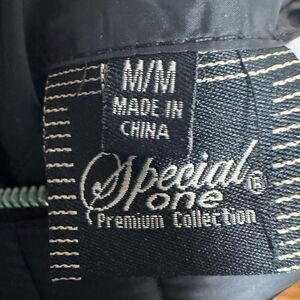 M/M
MADE IN
CHINA
Special
one®
Premium Collection